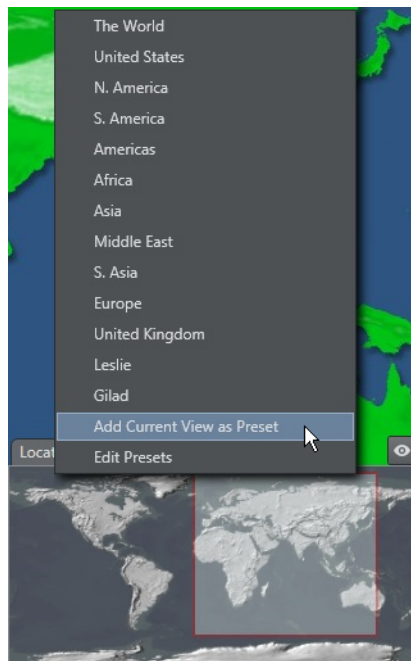 The World
United States
N. America
S. America
Americas
Africa
Asia
Middle East
S. Asia
Europe
United Kingdom
Leslie
Gilad
Add Current View as Preset
Edit Presets
Locat